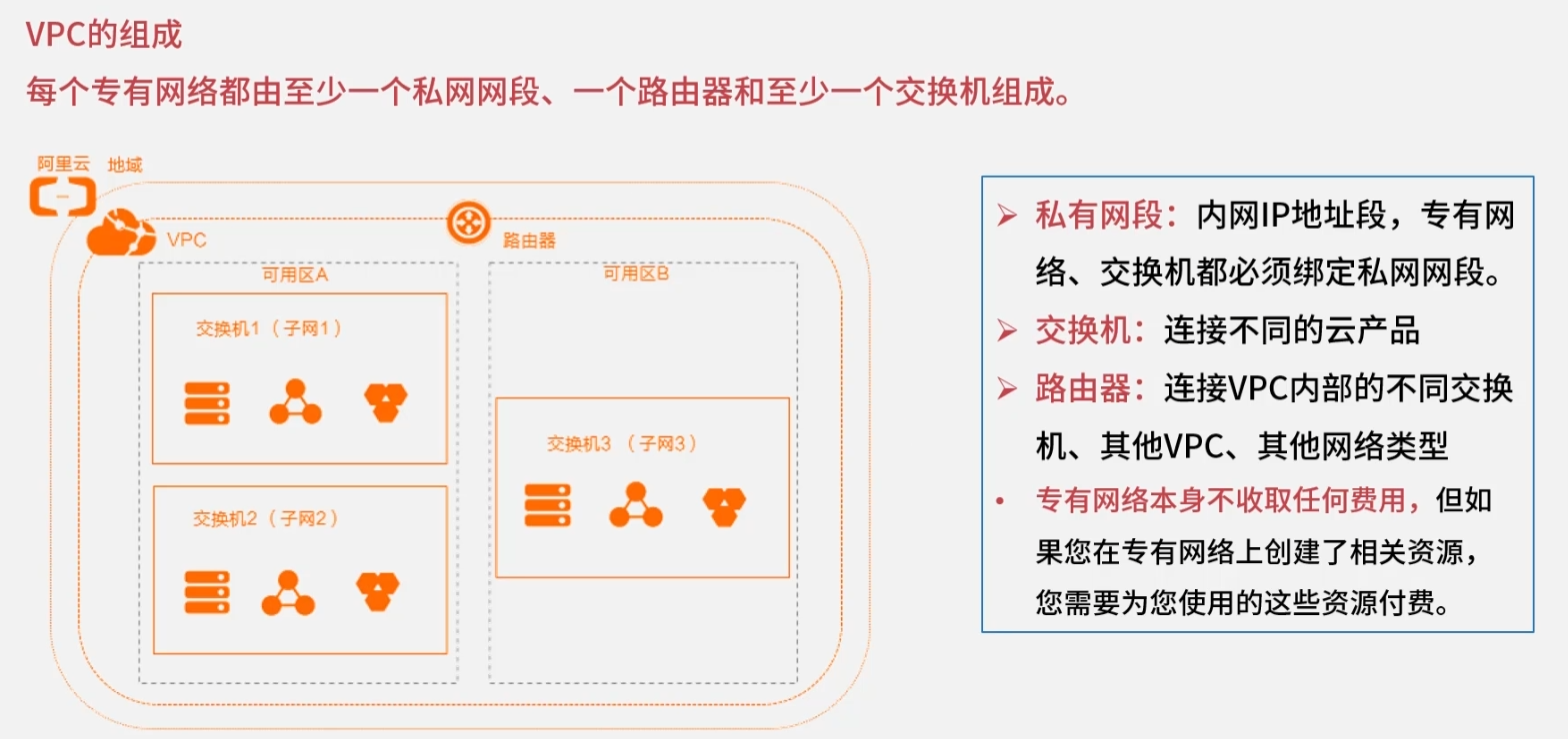 VPC的组成
每个专有网络都由至少一个私网网段、一个路由器和至少一个交换机组成。
阿里云 地域
VPC
路由器
可用区A
可用区B
交换机1（子网1）
交换机2（子网2）
交换机3 （子网3）
➢ 私有网段：内网IP地址段，专有网
络、交换机都必须绑定私网网段。
➢ 交换机：连接不同的云产品
➢ 路由器：连接VPC内部的不同交换
机、其他VPC、其他网络类型
• 专有网络本身不收取任何费用，但如
果您在专有网络上创建了相关资源，
您需要为您使用的这些资源付费。